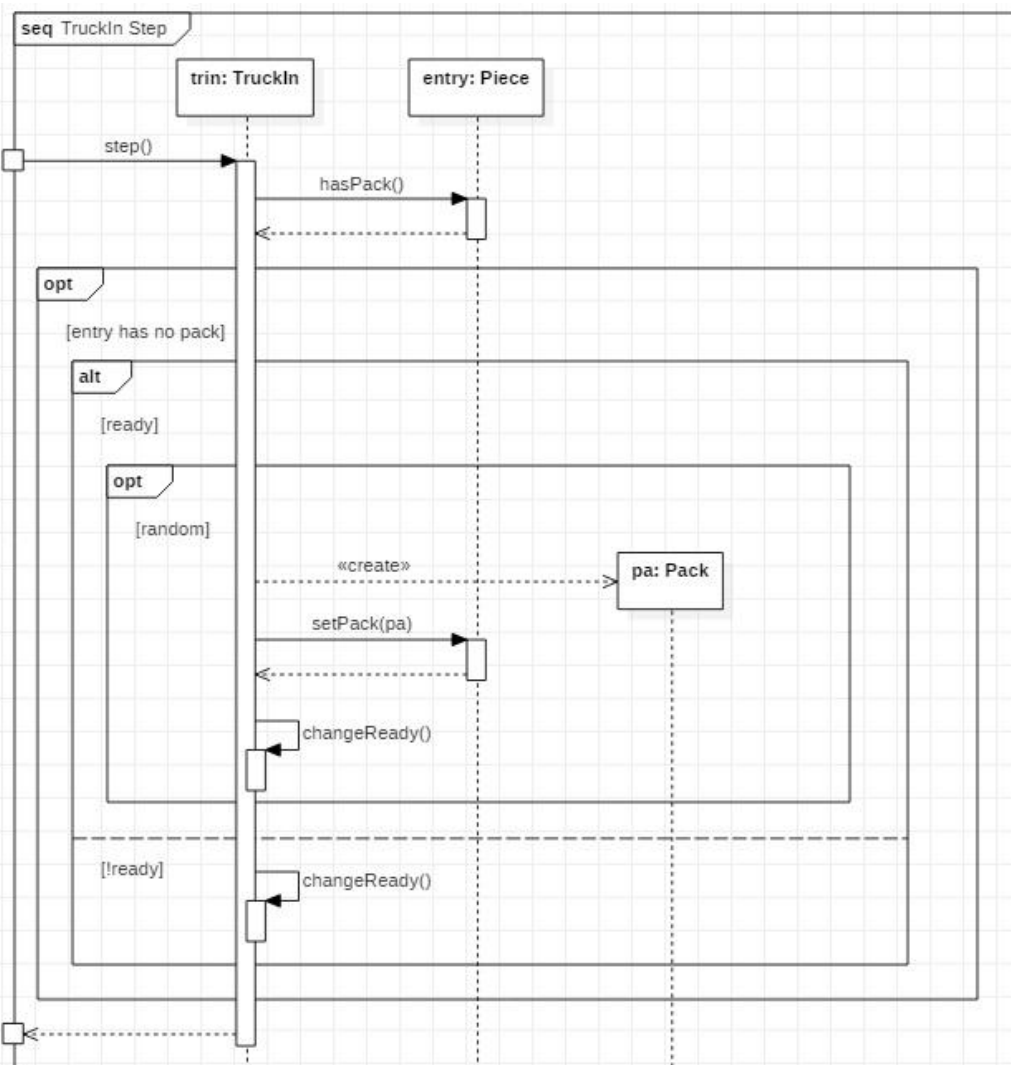 seq TruckIn Step
trin: TruckIn
entry: Piece
step()
hasPack()
opt
[entry has no pack]
alt
[ready]
opt
[random]
«create»
pa: Pack
setPack(pa)
changeReady()
[!ready]
changeReady()